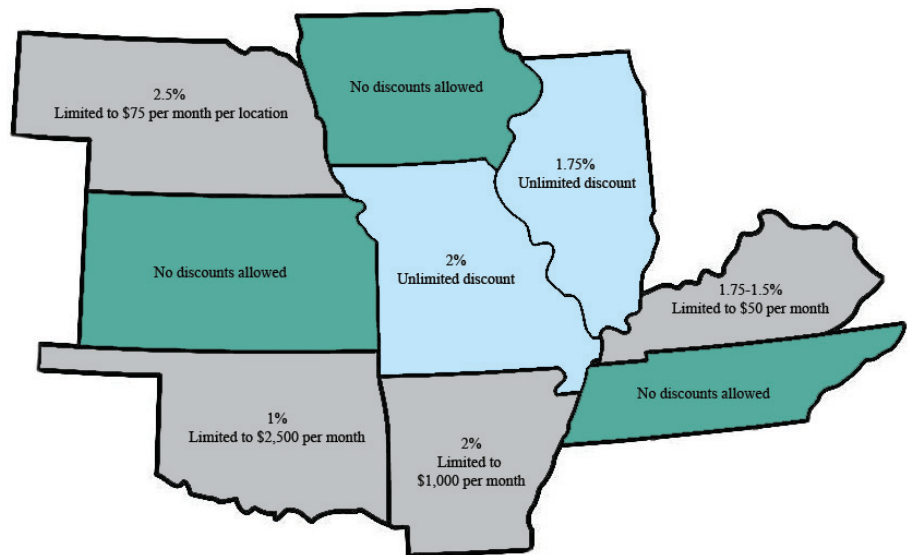 No discounts allowed
2.5%
Limited to $75 per month per location
1.75%
Unlimited discount
No discounts allowed
2%
Unlimited discount
1.75-1.5%
Limited to $50 per month
No discounts allowed
1%
Limited to $2,500 per month
2%
Limited to
$1,000 per month